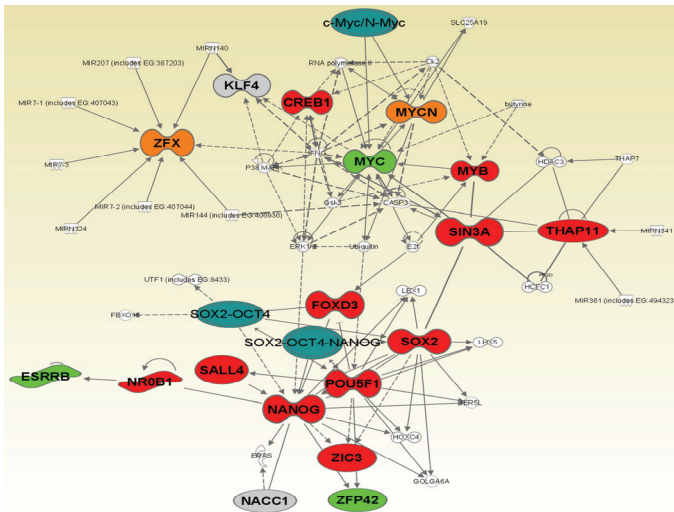 c-Myc/N-Myc
SLC25A19
MIRN140
MIR207 (includes EG:387203)
RNA polymerase II
Ck2
KLF4
MIR7-1 (includes EG:407043)
CREB1
MYCN
butyrine
ZFX
MYC
HDAC3
THAP7
MIR7-3
P38 MAPK
MYB
Gsk3
CASP3
MIR7-2 (includes EG:407044)
MIR144 (includes EG:406936)
MIRN324
SIN3A
THAP11
MIRN341
ERK1/2
Ubiquitin
E2f
HCFC1
UTF1 (includes EG:8433)
MIR361 (includes EG:494323)
FOXD3
FBXO15
SOX2-OCT4
SOX2-OCT4-NANOG
SOX2
ESRRB
NR0B1
SALL4
POU5F1
NANOG
HOXC4
ERAS
ZIC3
GOLGA6A
NACC1
ZFP42